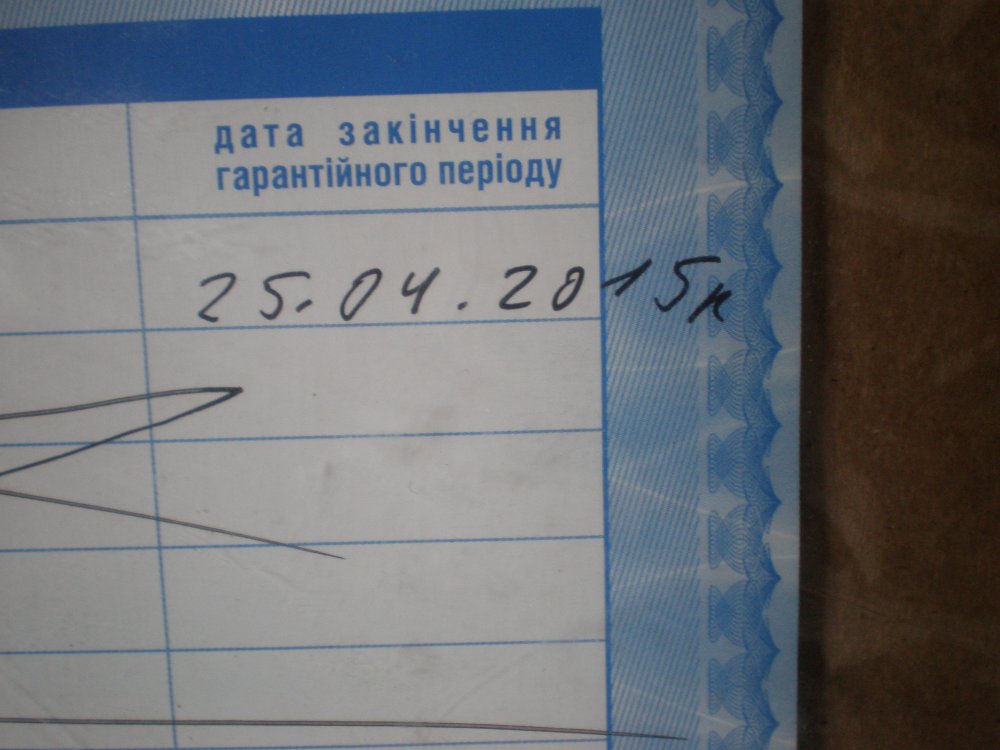 дата закінчення
гарантійного періоду
25.04.2015р